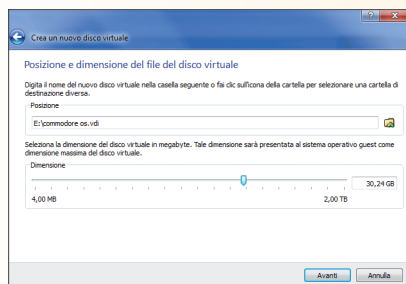 Crea un nuovo disco virtuale
Posizione e dimensione del file del disco virtuale
Digita il nome del nuovo disco virtuale nella casella seguente o fai clic sull'icona della cartella per selezionare una cartella di
destinazione diversa.
Posizione
E:\commodore os.vdi
Seleziona la dimensione del disco virtuale in megabyte. Tale dimensione sarà presentata al sistema operativo guest come
dimensione massima del disco virtuale.
Dimensione
30,24 GB
4,00 MB 2,00 TB
Avanti Annulla